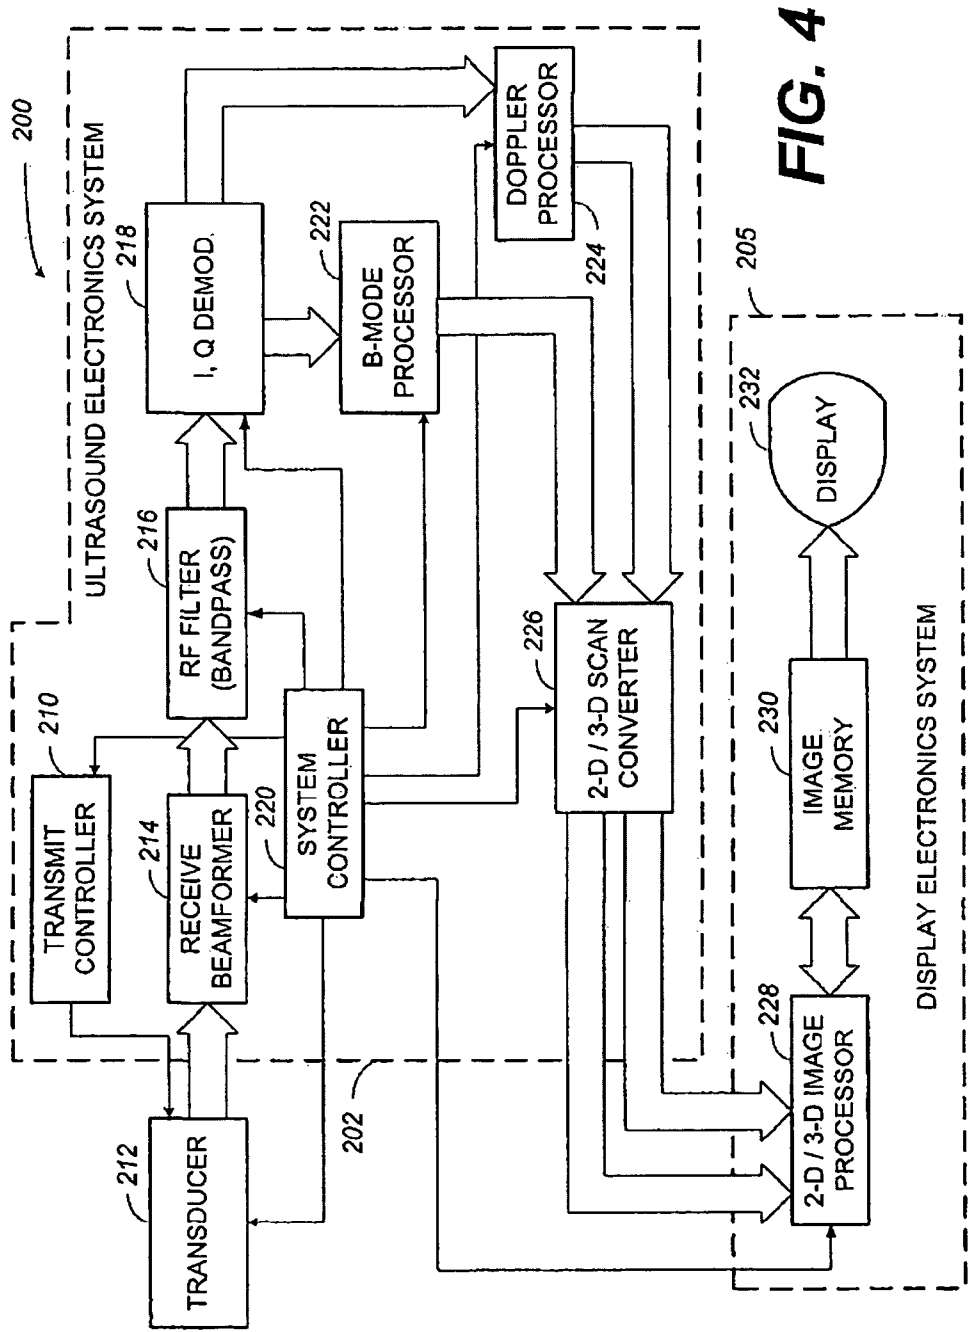 200
ULTRASOUND ELECTRONICS SYSTEM
210
TRANSMIT
CONTROLLER
212
TRANSDUCER
214
RECEIVE
BEAMFORMER
216
RF FILTER
(BANDPASS)
218
I, Q DEMOD.
220
SYSTEM
CONTROLLER
222
B-MODE
PROCESSOR
DOPPLER
PROCESSOR
224
202
226
2-D / 3-D SCAN
CONVERTER
205
228
2-D / 3-D IMAGE
PROCESSOR
230
IMAGE
MEMORY
232
DISPLAY
DISPLAY ELECTRONICS SYSTEM
FIG. 4